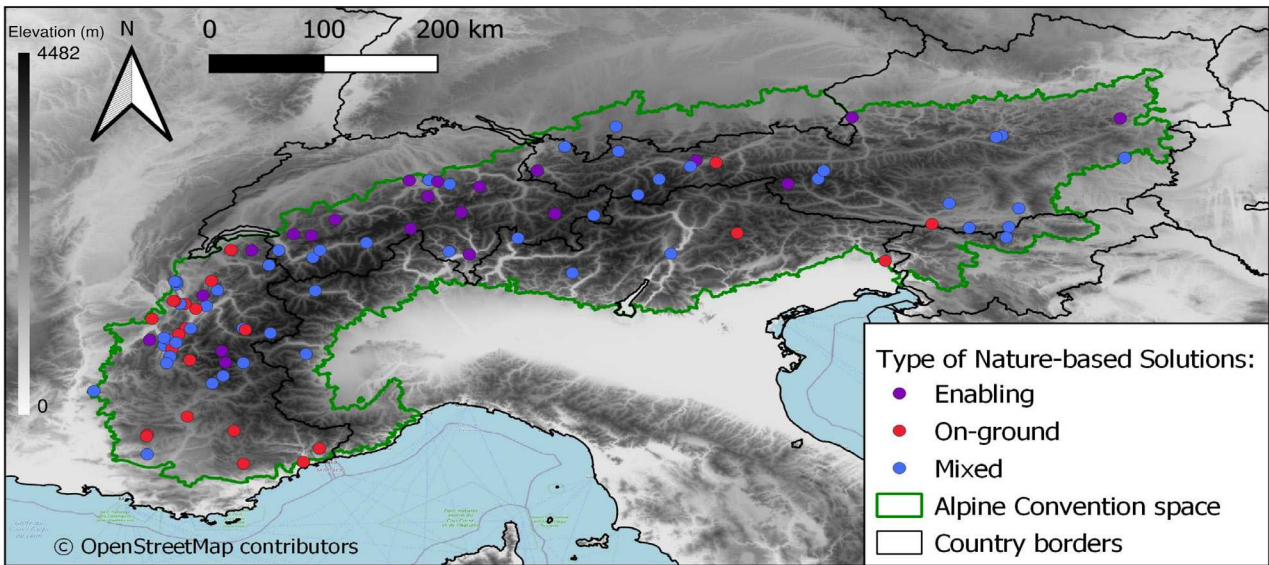 Elevation (m)
4482
0
N
0 100 200 km
Type of Nature-based Solutions:
Enabling
On-ground
Mixed
Alpine Convention space
Country borders
© OpenStreetMap contributors